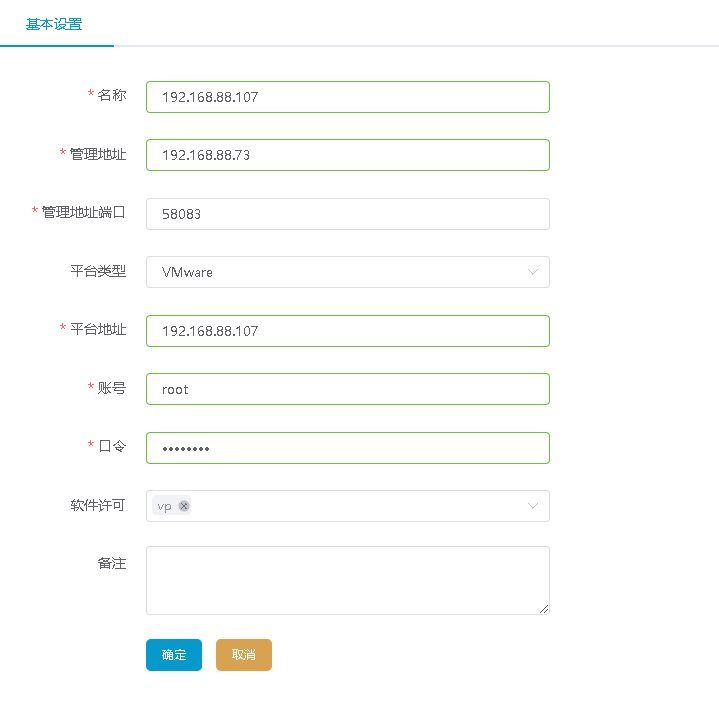 基本设置
* 名称 192.168.88.107
* 管理地址 192.168.88.73
* 管理地址端口 58083
平台类型 VMware
* 平台地址 192.168.88.107
* 账号 root
* 口令 ••••••••
软件许可 vp
备注
确定 取消